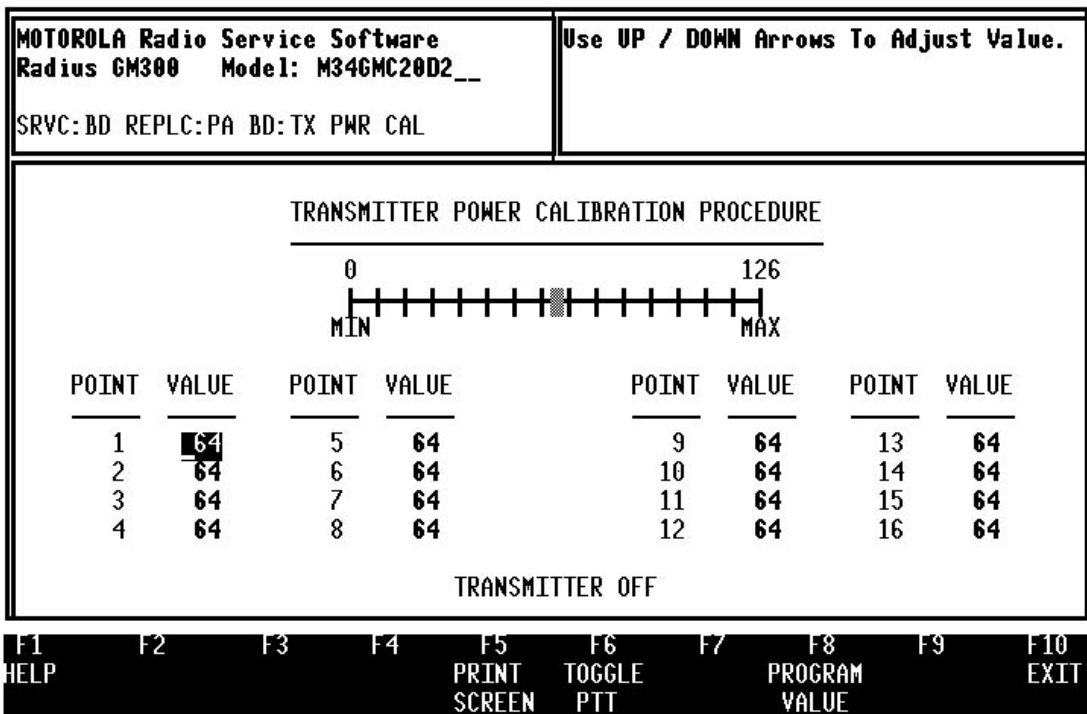 MOTOROLA Radio Service Software
Radius GM300 Model: M34GMC20D2__
SRVC:BD REPLC:PA BD:TX PWR CAL
Use UP / DOWN Arrows To Adjust Value.
TRANSMITTER POWER CALIBRATION PROCEDURE
0 126
MIN MAX
POINT VALUE POINT VALUE POINT VALUE POINT VALUE
1 64 5 64 9 64 13 64
2 64 6 64 10 64 14 64
3 64 7 64 11 64 15 64
4 64 8 64 12 64 16 64
TRANSMITTER OFF
F1 F2 F3 F4 F5 F6 F7 F8 F9 F10
HELP PRINT TOGGLE PROGRAM EXIT
SCREEN PTT VALUE